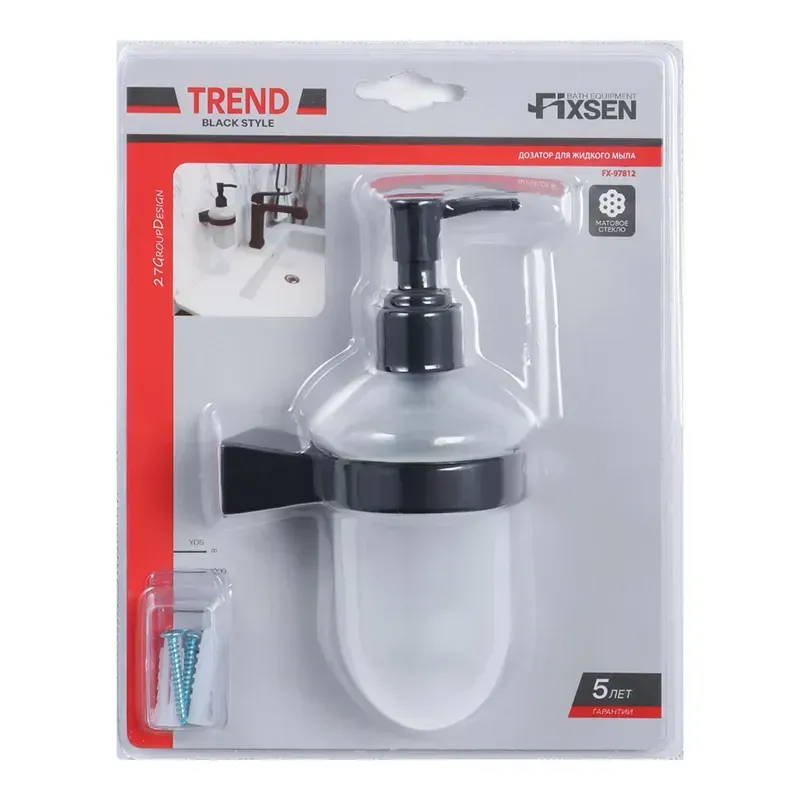 TREND
BLACK STYLE
BATH EQUIPMENT
FIXSEN
ДОЗАТОР ДЛЯ ЖИДКОГО МЫЛА
FX-97812
МАТОВОЕ
СТЕКЛО
27GROUPDESIGN
5 ЛЕТ
ГАРАНТИИ